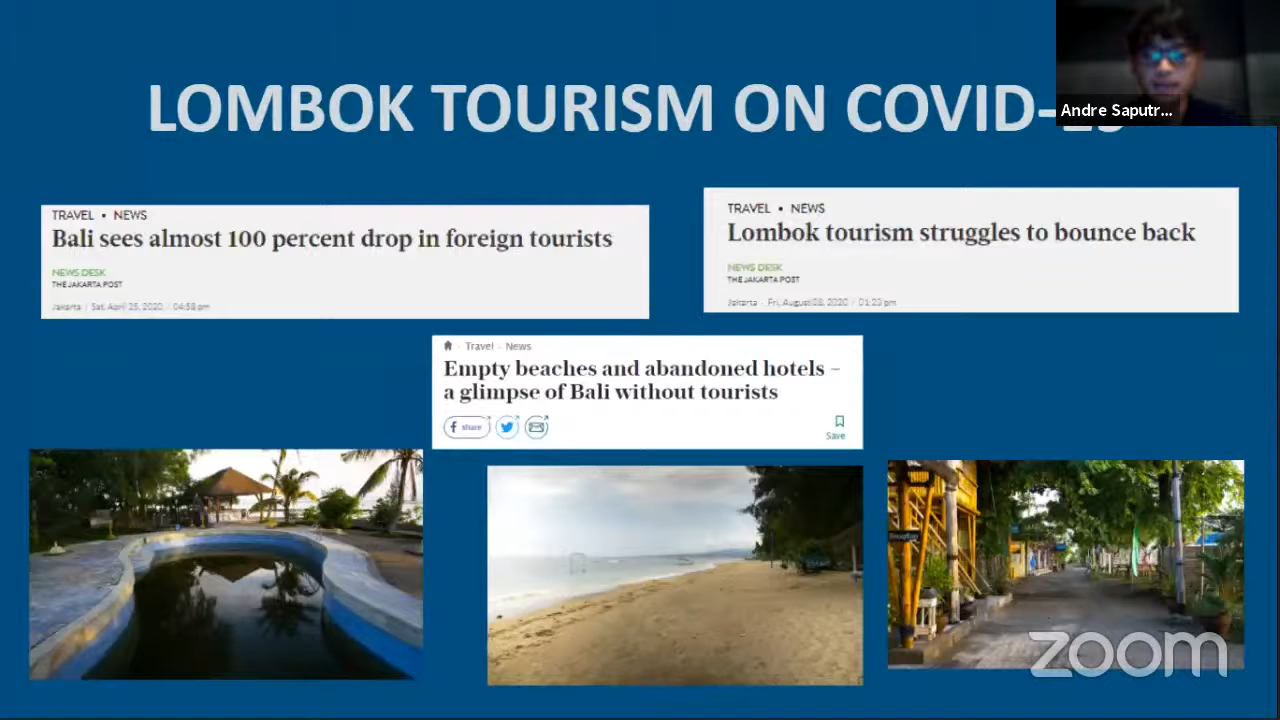 LOMBOK TOURISM ON COVID-19
Andre Saputr...
TRAVEL • NEWS
Bali sees almost 100 percent drop in foreign tourists
NEWS DESK
THE JAKARTA POST
Jakarta / Sat, April 25, 2020 / 04:58 pm
TRAVEL • NEWS
Lombok tourism struggles to bounce back
NEWS DESK
THE JAKARTA POST
Jakarta / Fri, August 08, 2020 / 01:23 pm
Travel News
Empty beaches and abandoned hotels –
a glimpse of Bali without tourists
share
Save
zoom